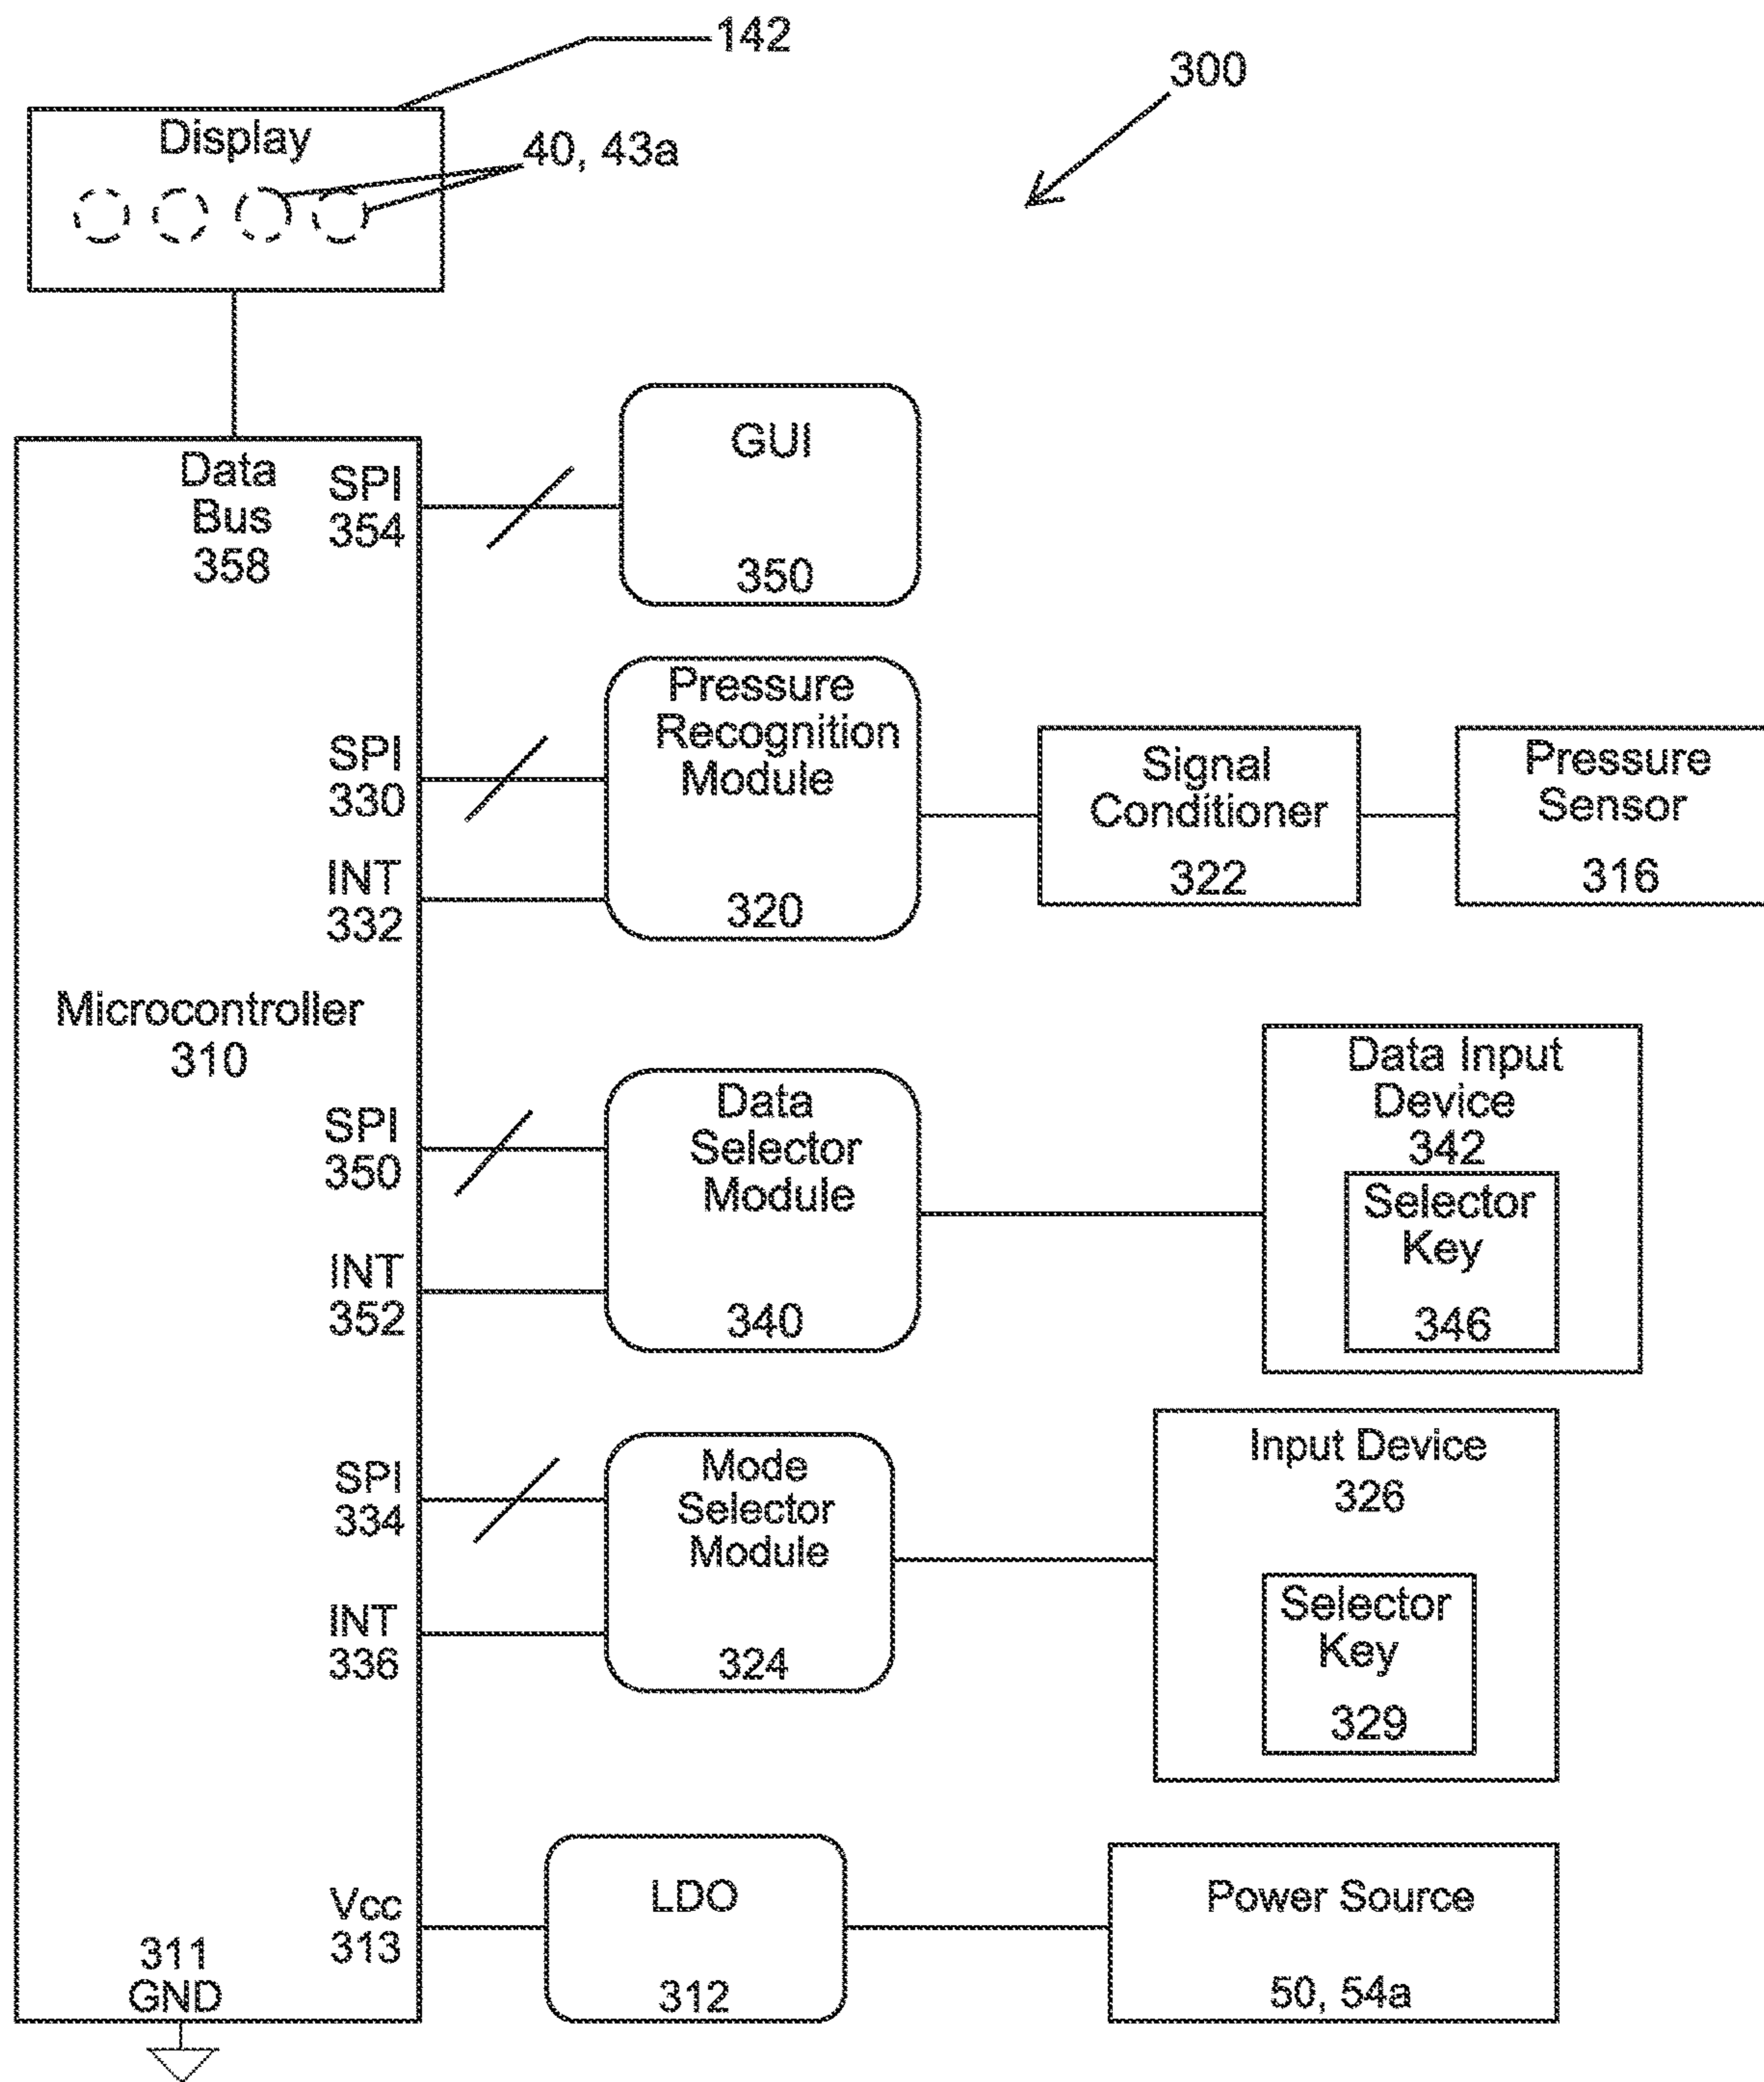 142
300
Display
40, 43a
Data
Bus
358
SPI
354
GUI
350
SPI
330
INT
332
Pressure
Recognition
Module
320
Signal
Conditioner
322
Pressure
Sensor
316
Microcontroller
310
SPI
350
INT
352
Data
Selector
Module
340
Data Input
Device
342
Selector
Key
346
SPI
334
INT
336
Mode
Selector
Module
324
Input Device
326
Selector
Key
329
Vcc
313
311
GND
LDO
312
Power Source
50, 54a